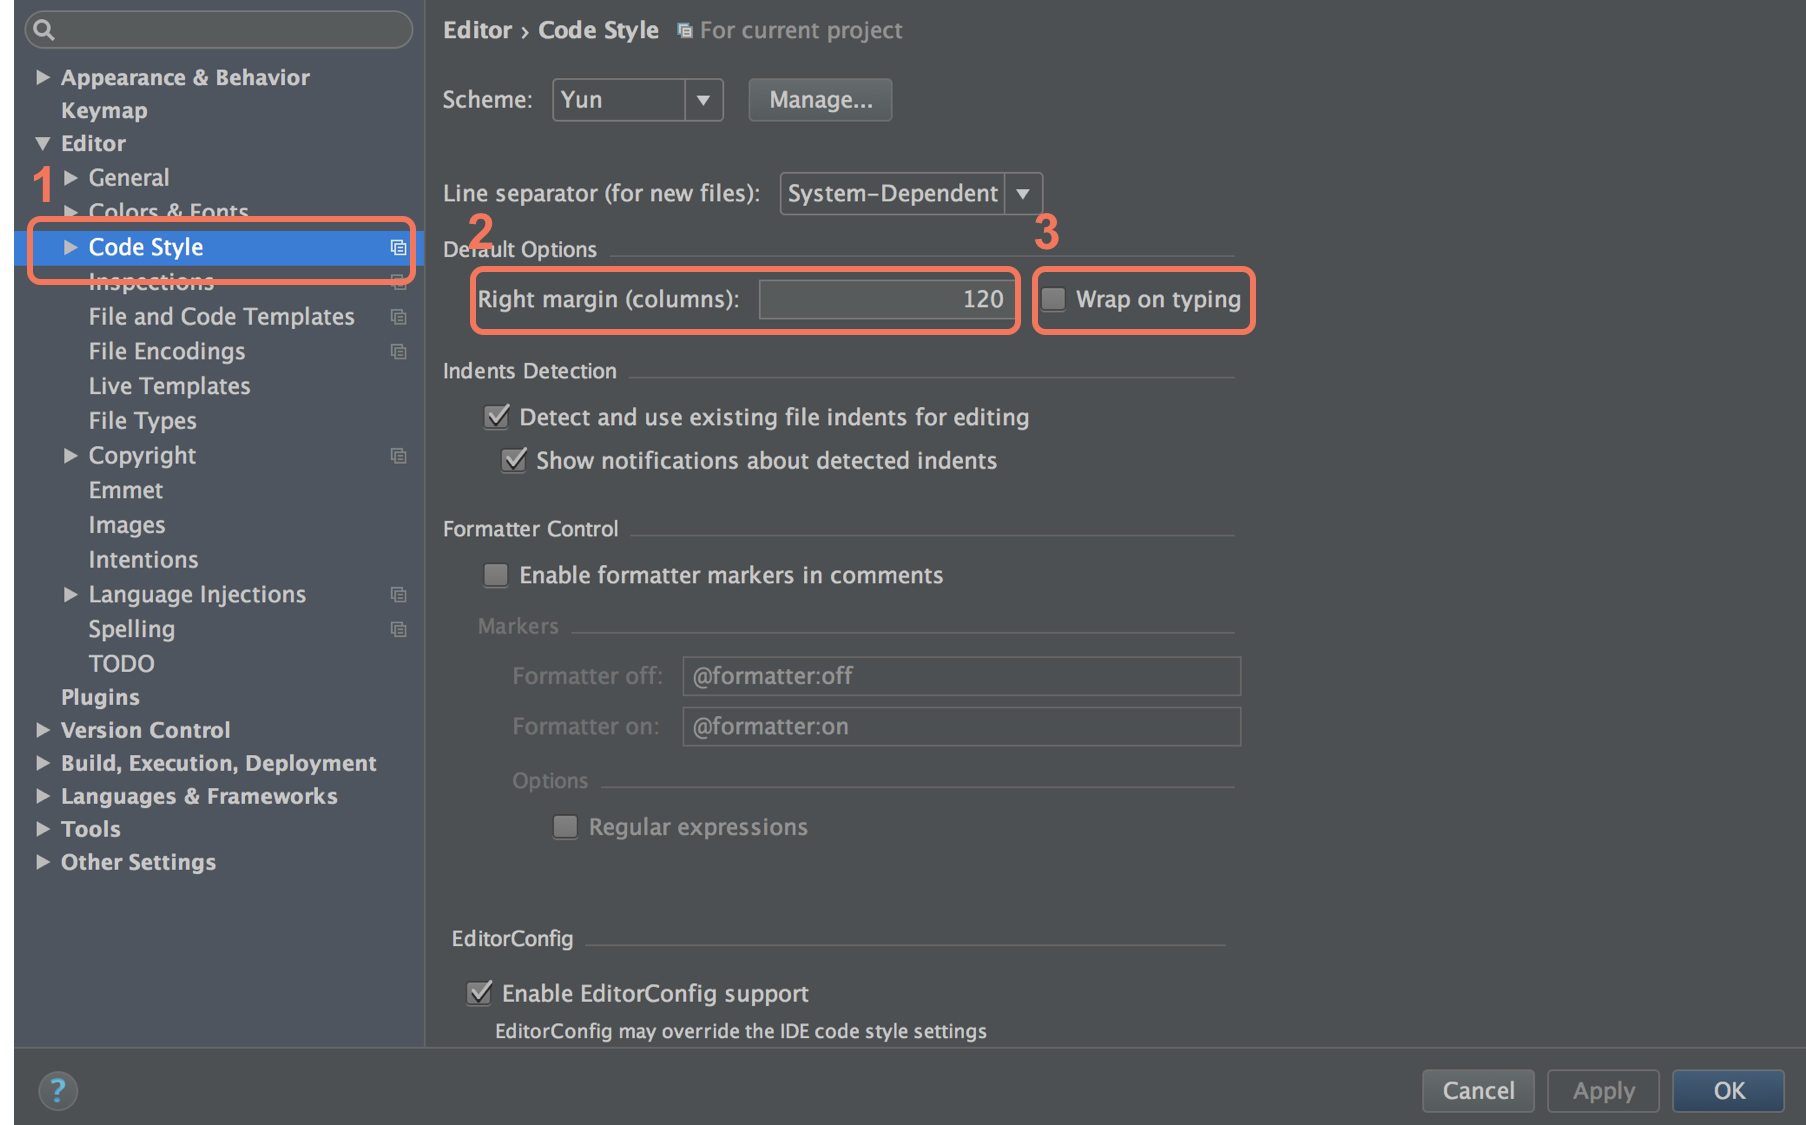 Appearance & Behavior
Keymap
Editor
1
General
Colors & Fonts
Code Style
Inspections
File and Code Templates
File Encodings
Live Templates
File Types
Copyright
Emmet
Images
Intentions
Language Injections
Spelling
TODO
Plugins
Version Control
Build, Execution, Deployment
Languages & Frameworks
Tools
Other Settings
Editor › Code Style For current project
Scheme: Yun Manage...
Line separator (for new files): System-Dependent
2 3
Default Options
Right margin (columns): 120 Wrap on typing
Indents Detection
Detect and use existing file indents for editing
Show notifications about detected indents
Formatter Control
Enable formatter markers in comments
Markers
Formatter off: @formatter:off
Formatter on: @formatter:on
Options
Regular expressions
EditorConfig
Enable EditorConfig support
EditorConfig may override the IDE code style settings
? Cancel Apply OK